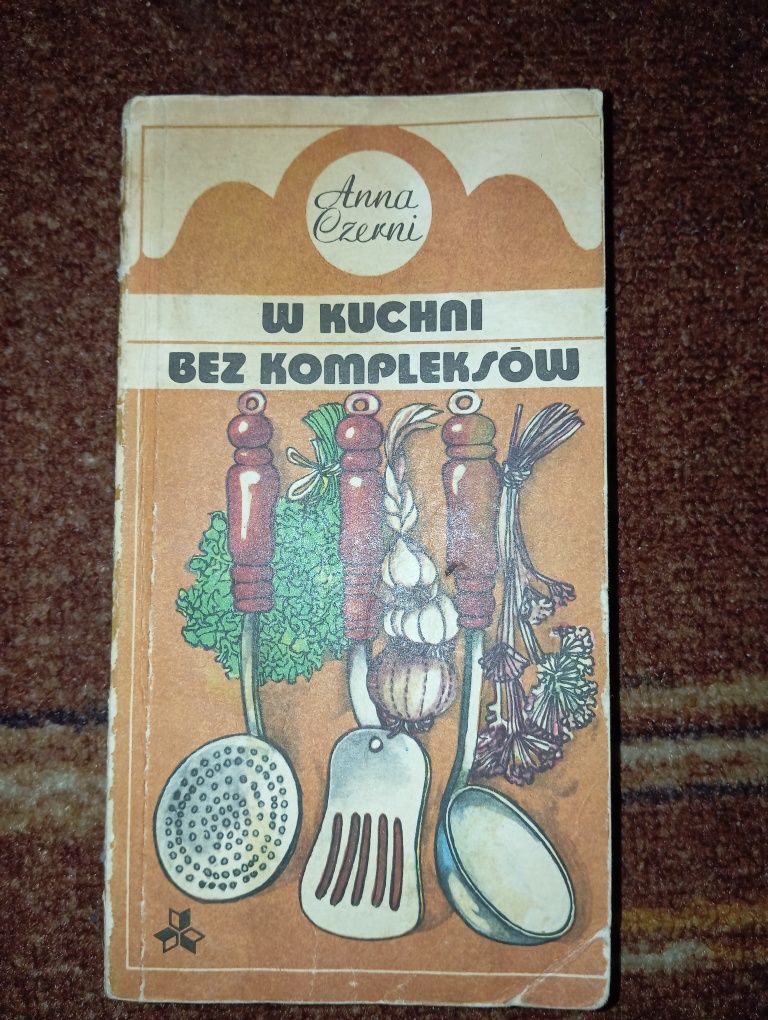 Anna
Czerni
W KUCHNI
BEZ KOMPLEKSÓW